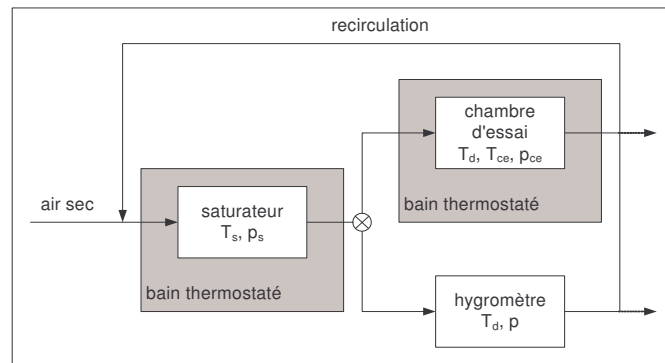 recirculation
chambre
d'essai
T_d, T_ce, p_ce
bain thermostaté
air sec
saturateur
T_s, p_s
bain thermostaté
hygromètre
T_d, p